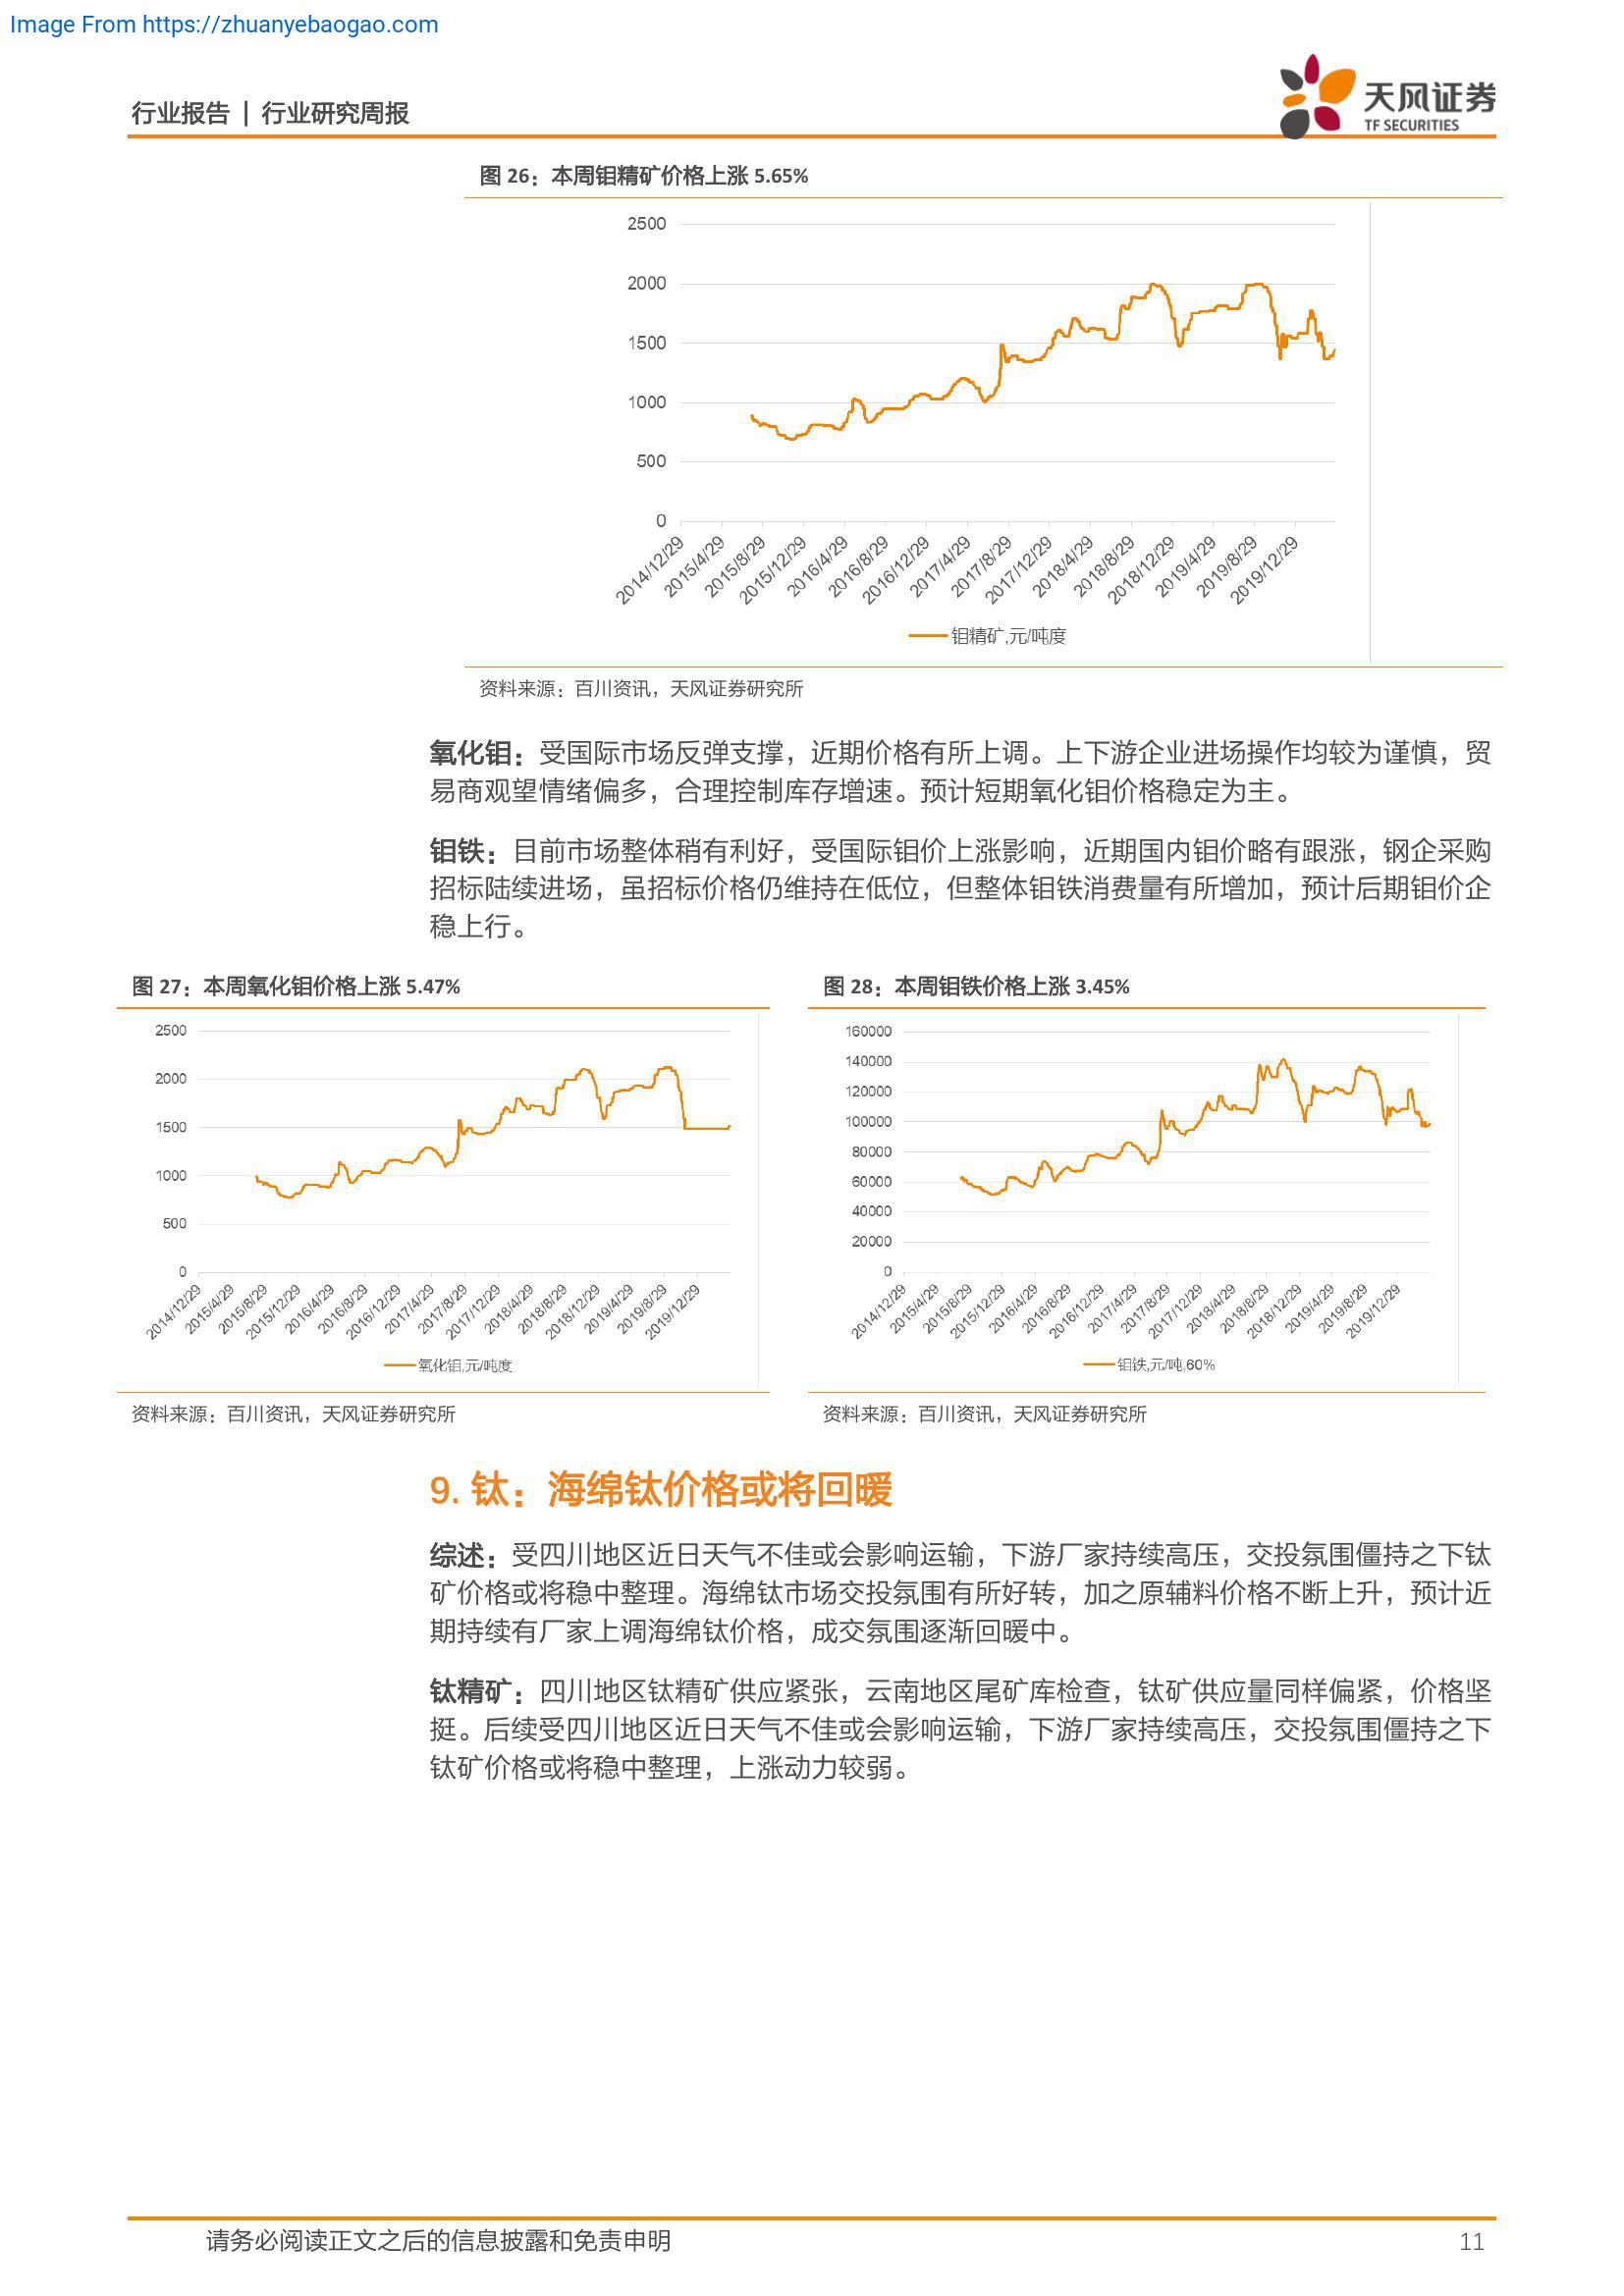 Image From https://zhuanyebaogao.com
行业报告 | 行业研究周报
天风证券
TF SECURITIES
图 26：本周钼精矿价格上涨 5.65%
2500
2000
1500
1000
500
0
2014/12/29
2015/4/29
2015/8/29
2015/12/29
2016/4/29
2016/8/29
2016/12/29
2017/4/29
2017/8/29
2017/12/29
2018/4/29
2018/8/29
2018/12/29
2019/4/29
2019/8/29
2019/12/29
钼精矿,元/吨度
资料来源：百川资讯，天风证券研究所
氧化钼：受国际市场反弹支撑，近期价格有所上调。上下游企业进场操作均较为谨慎，贸
易商观望情绪偏多，合理控制库存增速。预计短期氧化钼价格稳定为主。
钼铁：目前市场整体稍有利好，受国际钼价上涨影响，近期国内钼价略有跟涨，钢企采购
招标陆续进场，虽招标价格仍维持在低位，但整体钼铁消费量有所增加，预计后期钼价企
稳上行。
图 27：本周氧化钼价格上涨 5.47%
2500
2000
1500
1000
500
0
2014/12/29
2015/4/29
2015/8/29
2015/12/29
2016/4/29
2016/8/29
2016/12/29
2017/4/29
2017/8/29
2017/12/29
2018/4/29
2018/8/29
2018/12/29
2019/4/29
2019/8/29
2019/12/29
氧化钼,元/吨度
资料来源：百川资讯，天风证券研究所
图 28：本周钼铁价格上涨 3.45%
160000
140000
120000
100000
80000
60000
40000
20000
0
2014/12/29
2015/4/29
2015/8/29
2015/12/29
2016/4/29
2016/8/29
2016/12/29
2017/4/29
2017/8/29
2017/12/29
2018/4/29
2018/8/29
2018/12/29
2019/4/29
2019/8/29
2019/12/29
钼铁,元/吨,60%
资料来源：百川资讯，天风证券研究所
9. 钛：海绵钛价格或将回暖
综述：受四川地区近日天气不佳或会影响运输，下游厂家持续高压，交投氛围僵持之下钛
矿价格或将稳中整理。海绵钛市场交投氛围有所好转，加之原辅料价格不断上升，预计近
期持续有厂家上调海绵钛价格，成交氛围逐渐回暖中。
钛精矿：四川地区钛精矿供应紧张，云南地区尾矿库检查，钛矿供应量同样偏紧，价格坚
挺。后续受四川地区近日天气不佳或会影响运输，下游厂家持续高压，交投氛围僵持之下
钛矿价格或将稳中整理，上涨动力较弱。
请务必阅读正文之后的信息披露和免责申明
11